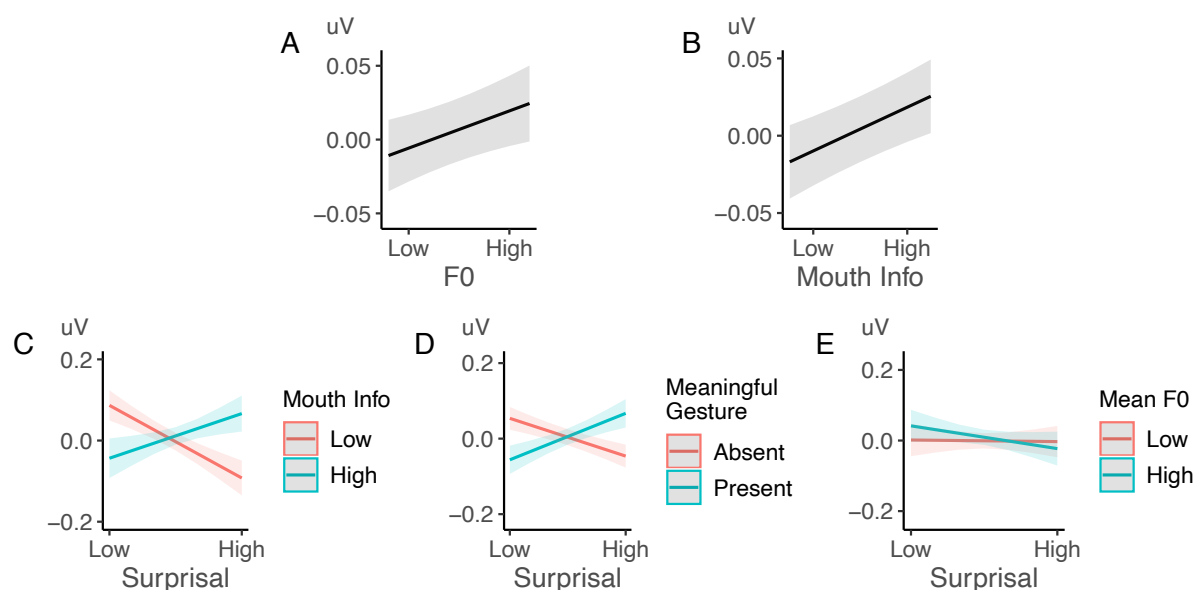 A
uV
0.05
0.00
−0.05
Low High
F0
B
uV
0.05
0.00
−0.05
Low High
Mouth Info
C
uV
0.2
0.0
−0.2
Low High
Surprisal
Mouth Info
Low
High
D
uV
0.2
0.0
−0.2
Low High
Surprisal
Meaningful
Gesture
Absent
Present
E
uV
0.2
0.0
−0.2
Low High
Surprisal
Mean F0
Low
High